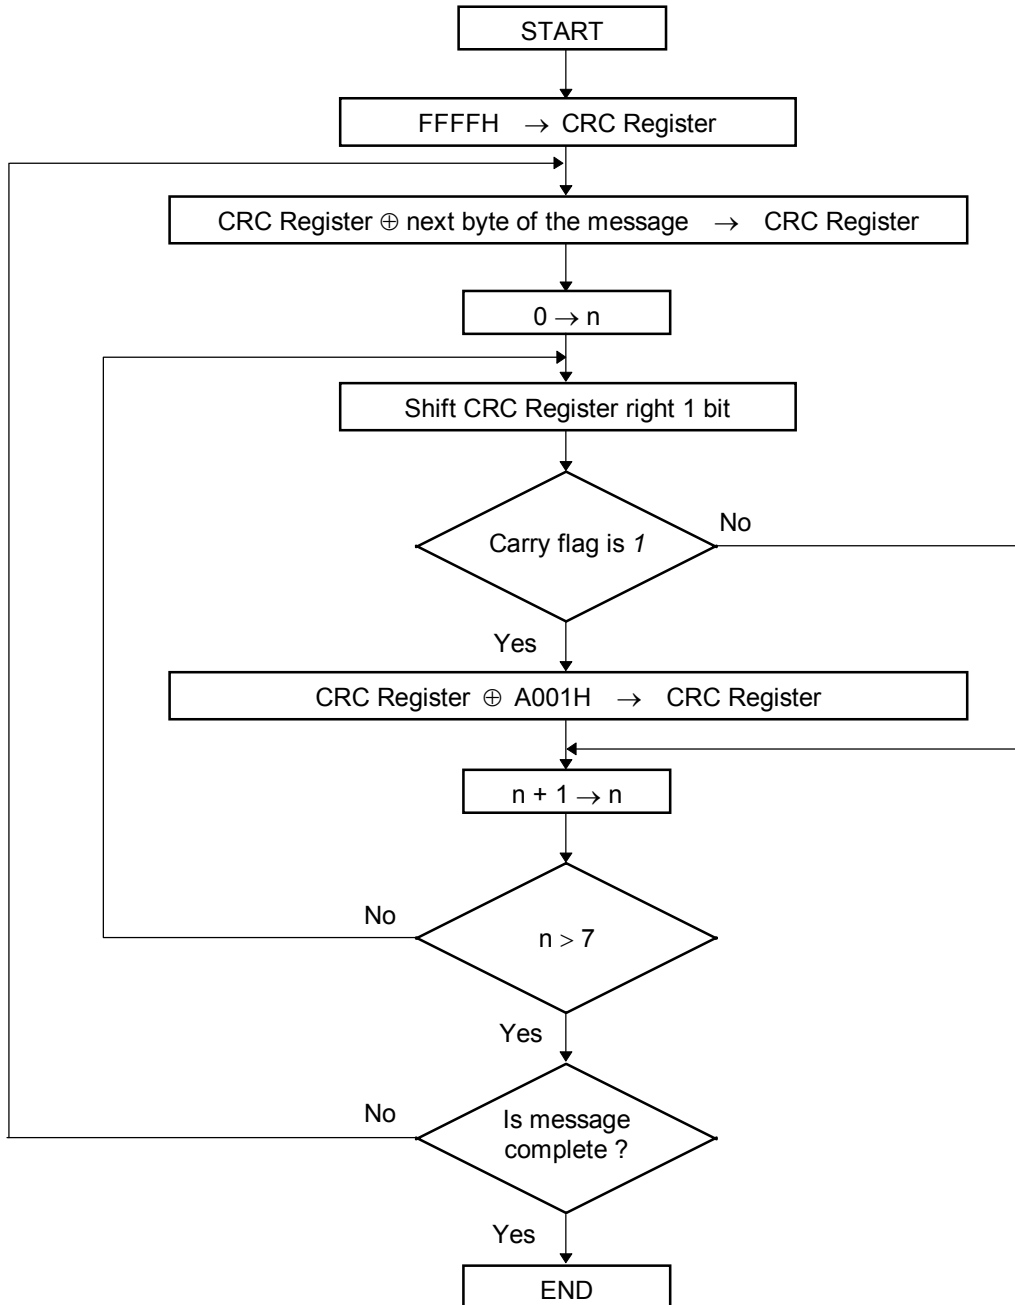 START
FFFFH → CRC Register
CRC Register ⊕ next byte of the message → CRC Register
0 → n
Shift CRC Register right 1 bit
Carry flag is 1
No
Yes
CRC Register ⊕ A001H → CRC Register
n + 1 → n
No
n > 7
Yes
No
Is message
complete ?
Yes
END